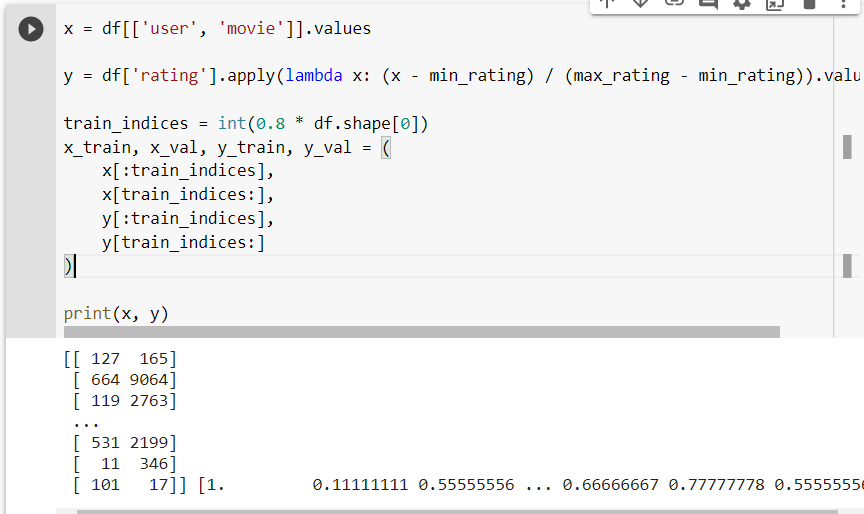 x = df[['user', 'movie']].values
y = df['rating'].apply(lambda x: (x - min_rating) / (max_rating - min_rating)).valu
train_indices = int(0.8 * df.shape[0])
x_train, x_val, y_train, y_val = (
x[:train_indices],
x[train_indices:],
y[:train_indices],
y[train_indices:]
)
print(x, y)
[[ 127  165]
[ 664 9064]
[ 119 2763]
...
[ 531 2199]
[  11  346]
[ 101   17]] [1.         0.11111111 0.55555556 ... 0.66666667 0.77777778 0.55555556